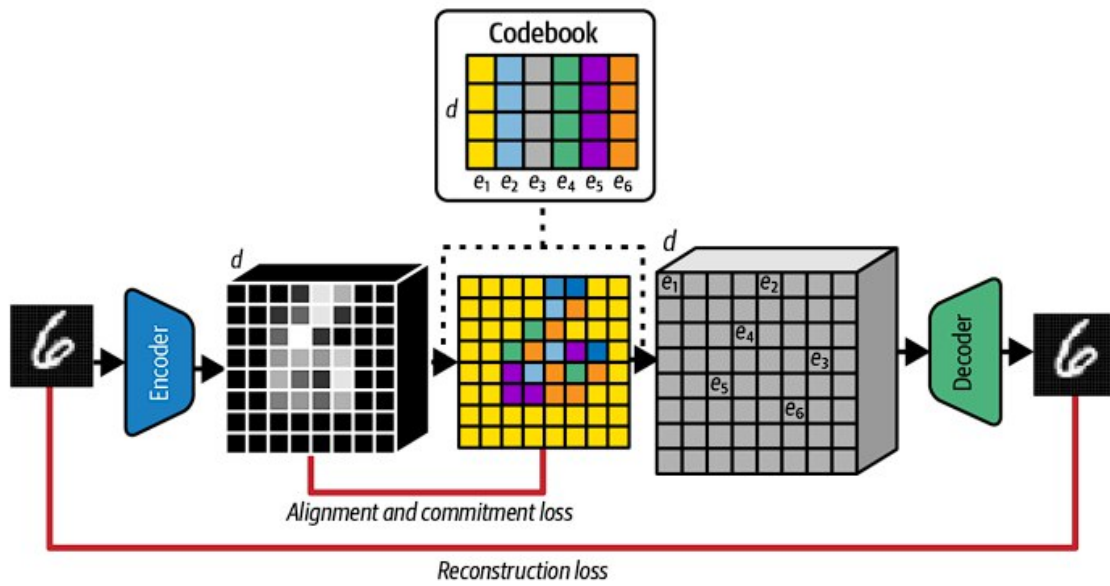 Codebook
d
e1 e2 e3 e4 e5 e6
d
d
e1 e2
e4
e3
e5
e6
Encoder
Decoder
Alignment and commitment loss
Reconstruction loss